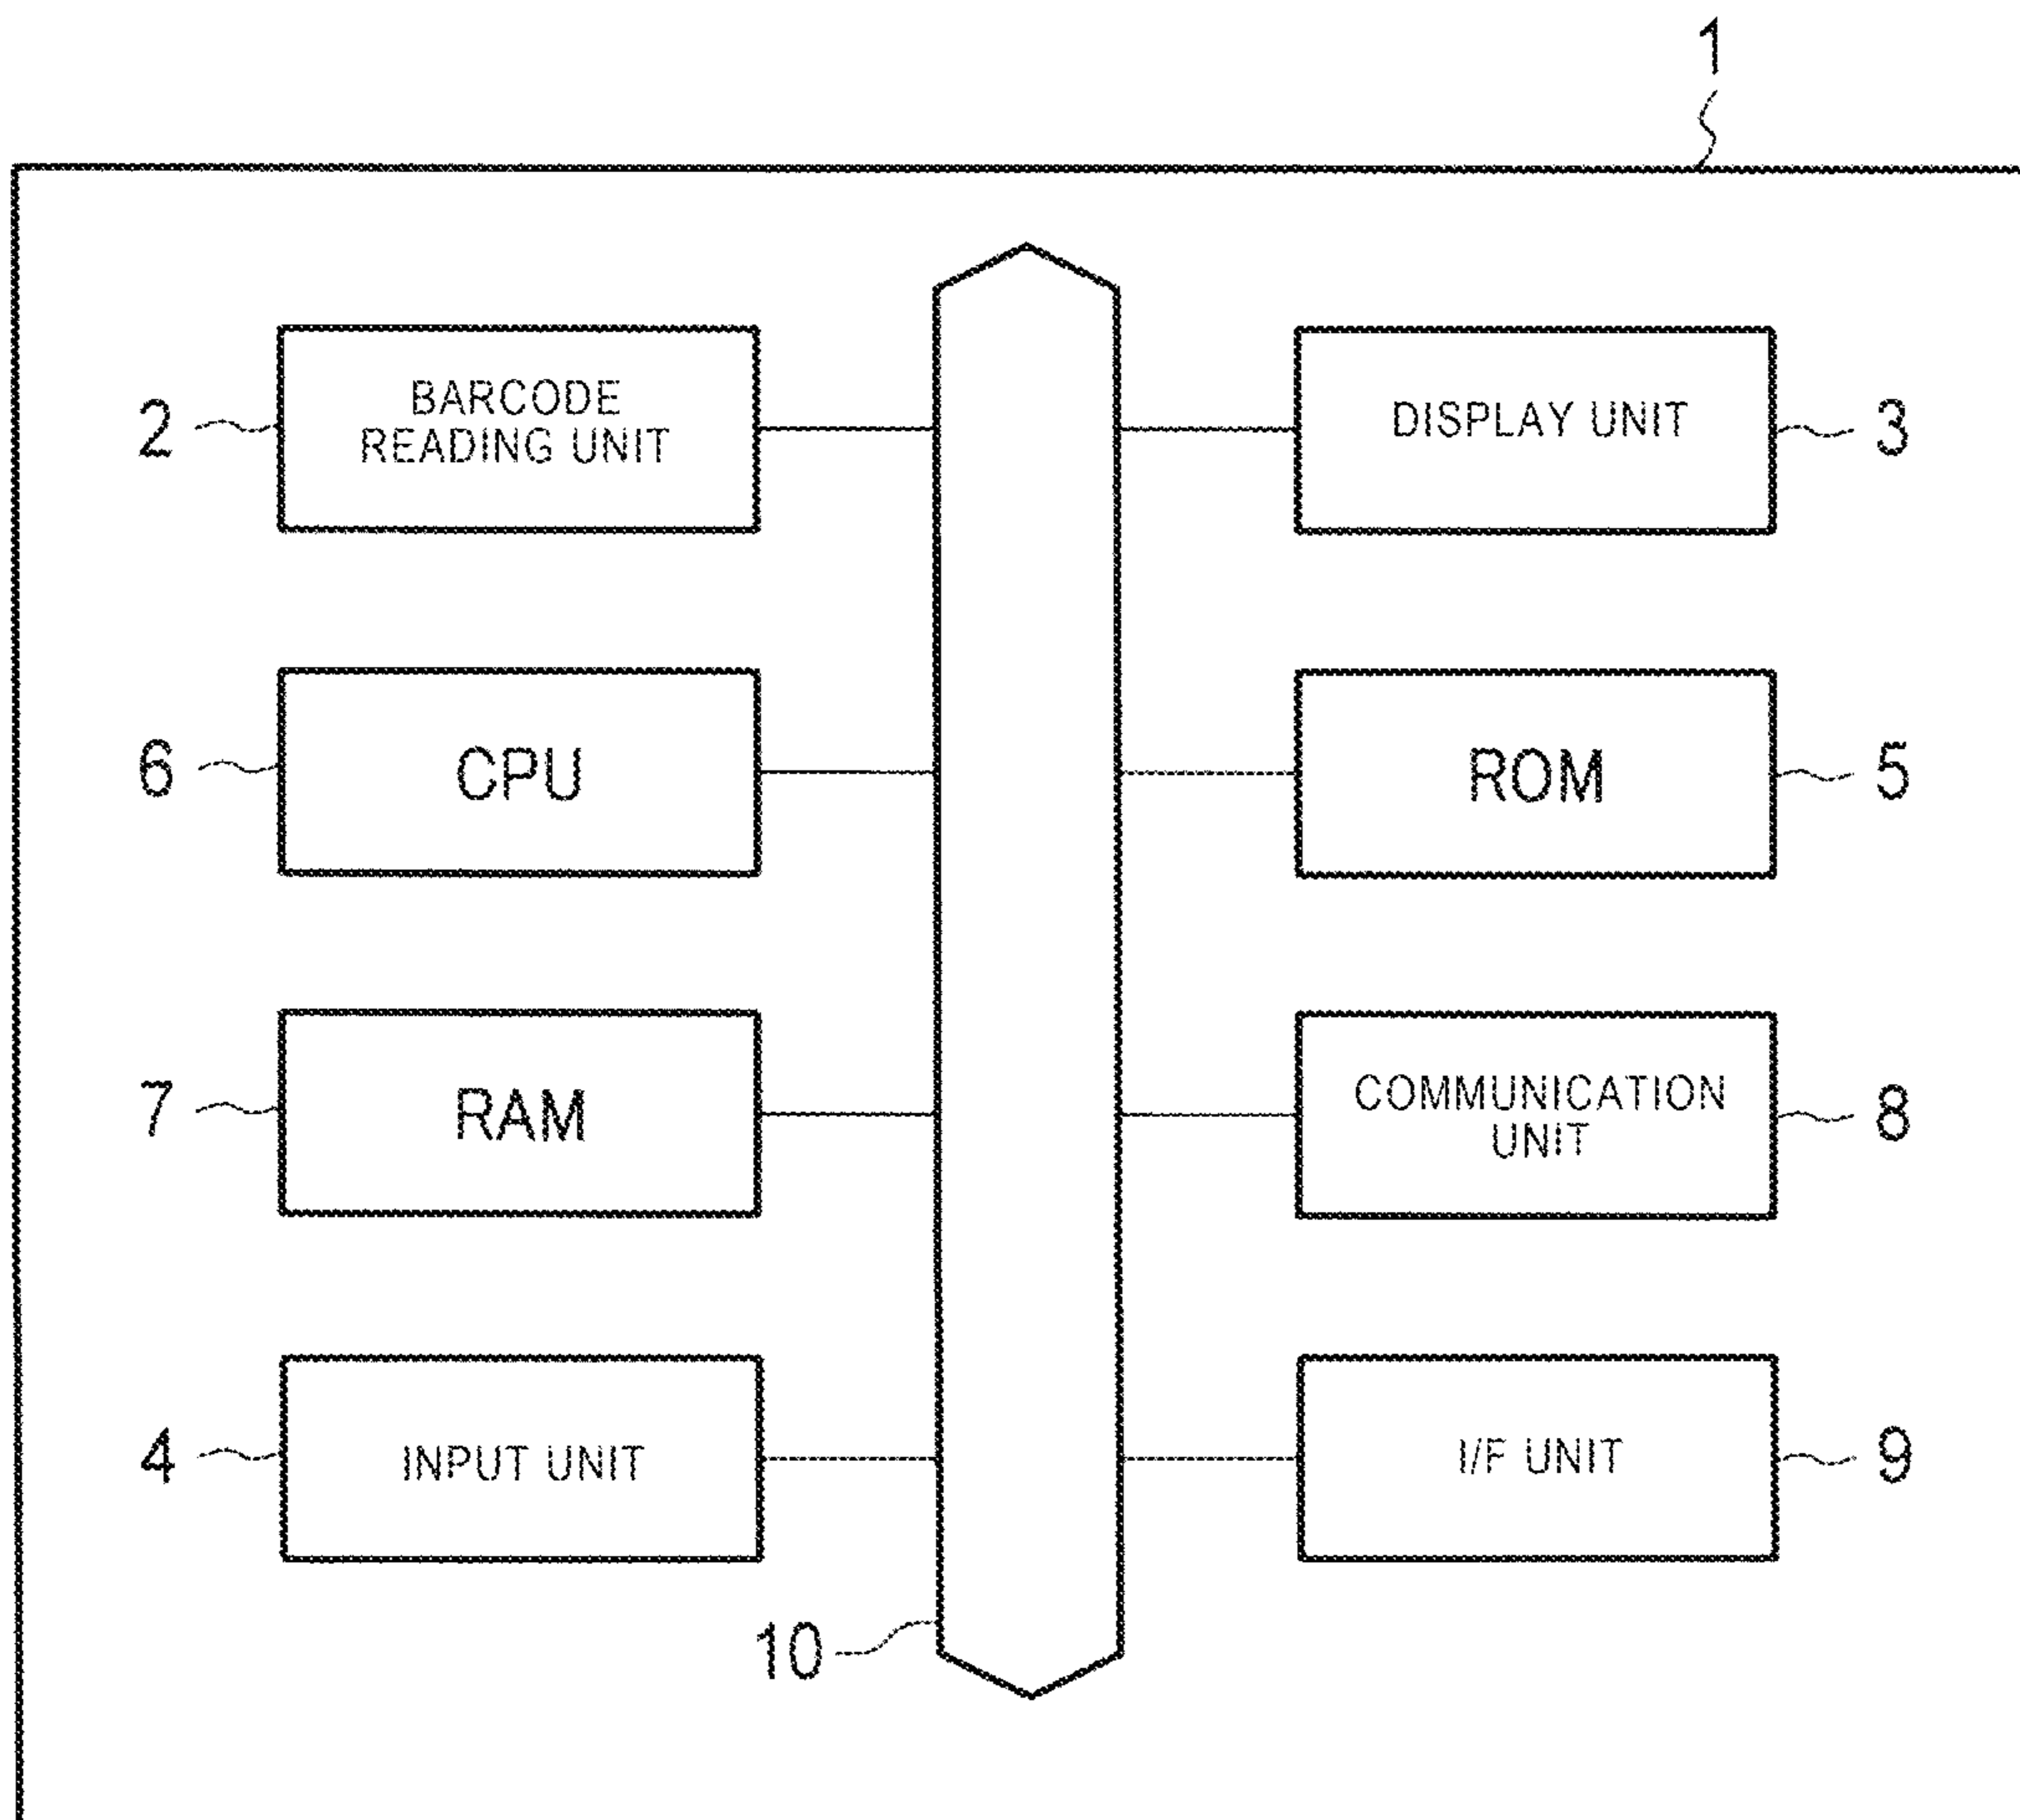 1
2
BARCODE
READING UNIT
DISPLAY UNIT
3
6
CPU
ROM
5
7
RAM
COMMUNICATION
UNIT
8
4
INPUT UNIT
I/F UNIT
9
10